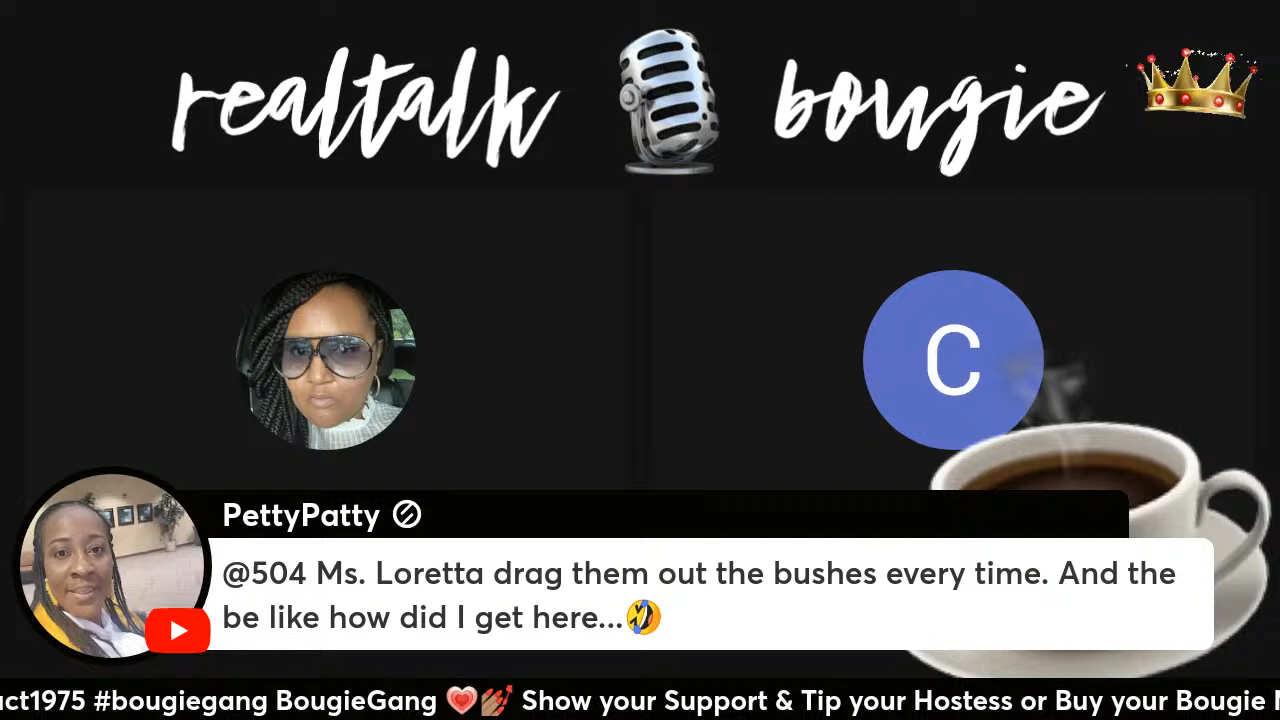 realtalk bougie
C
PettyPatty
@504 Ms. Loretta drag them out the bushes every time. And the
be like how did I get here...🤣
act1975 #bougiegang BougieGang 💗💅🏾 Show your Support & Tip your Hostess or Buy your Bougie